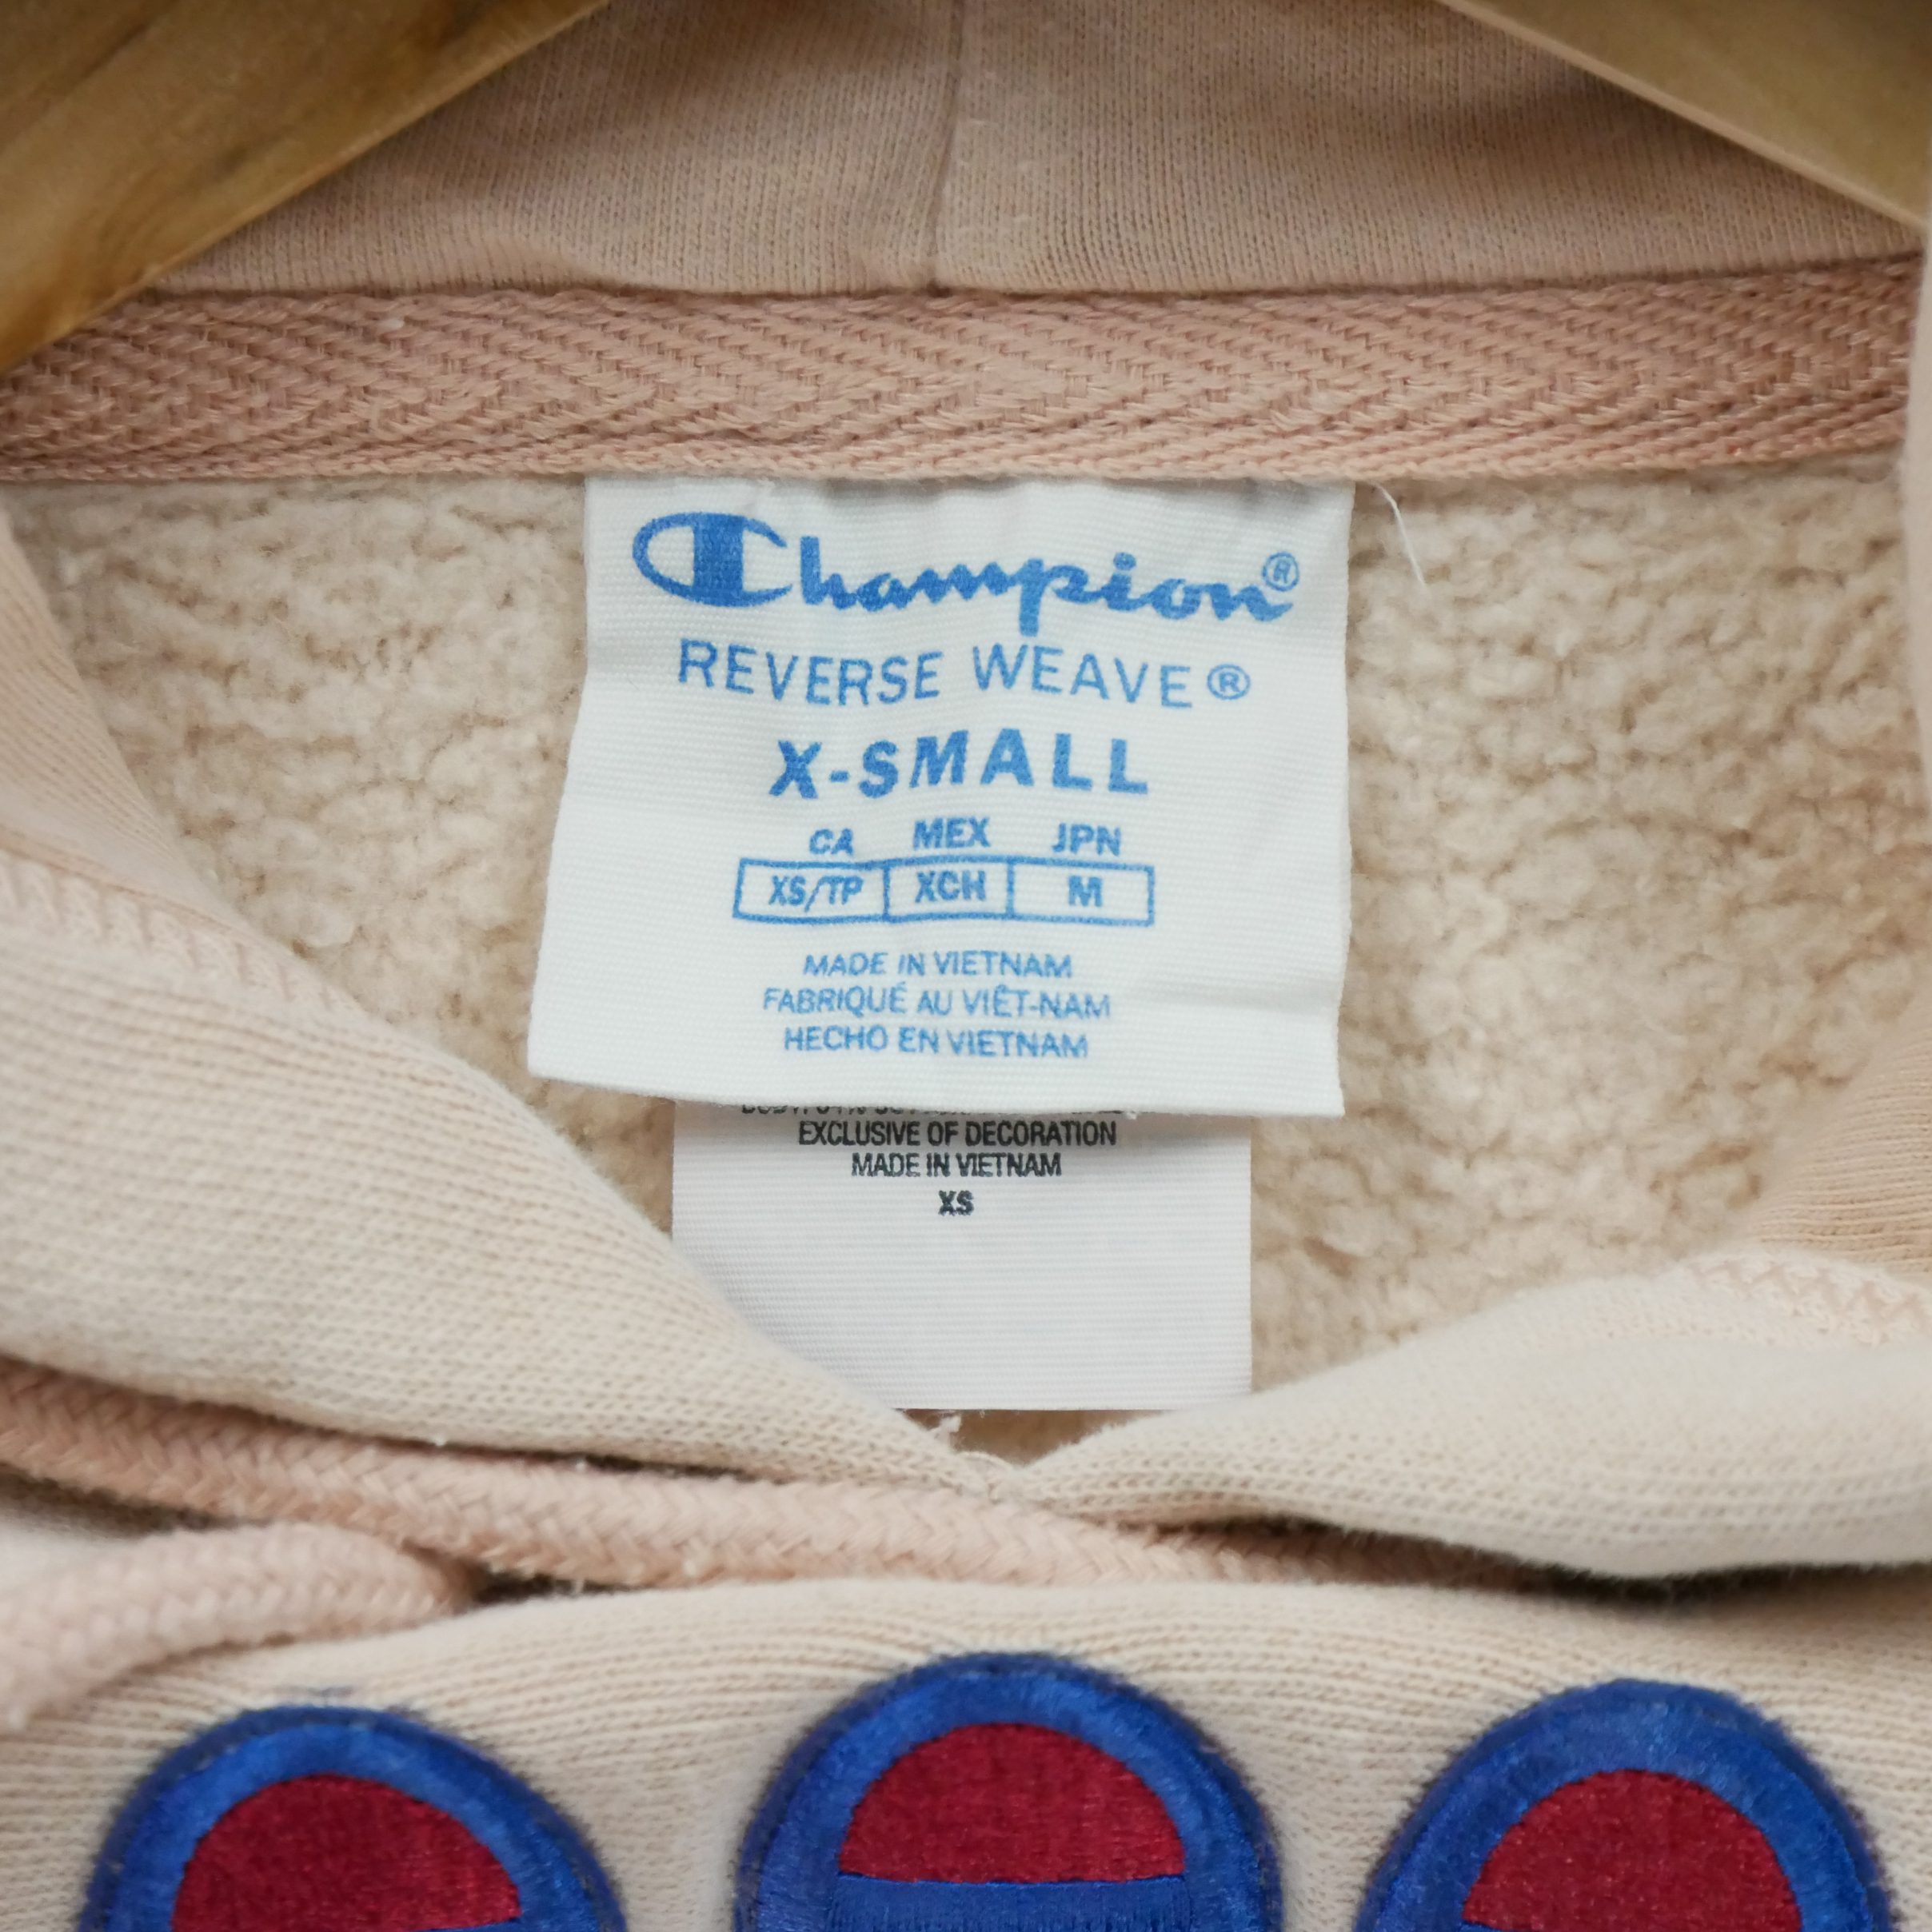 Champion®
REVERSE WEAVE®
X-SMALL
CA MEX JPN
XS/TP XCH M
MADE IN VIETNAM
FABRIQUÉ AU VIÊT-NAM
HECHO EN VIETNAM
EXCLUSIVE OF DECORATION
MADE IN VIETNAM
XS